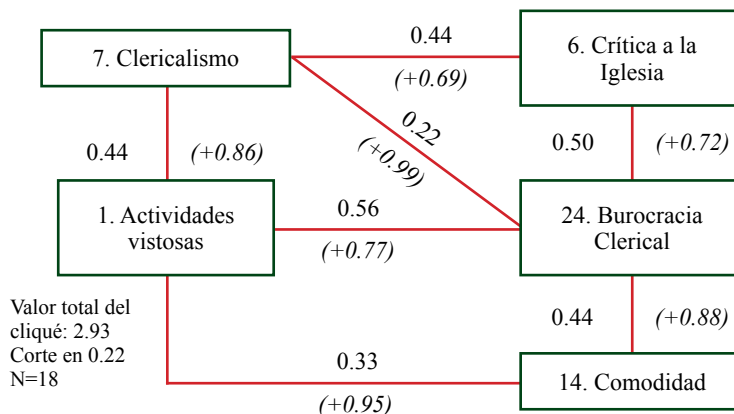 0.44
7. Clericalismo
6. Crítica a la
Iglesia
(+0.69)
0.22
(+0.99)
0.44
(+0.86)
0.50
(+0.72)
1. Actividades
vistosas
0.56
(+0.77)
24. Burocracia
Clerical
Valor total del
cliqué: 2.93
Corte en 0.22
N=18
0.44
(+0.88)
0.33
(+0.95)
14. Comodidad